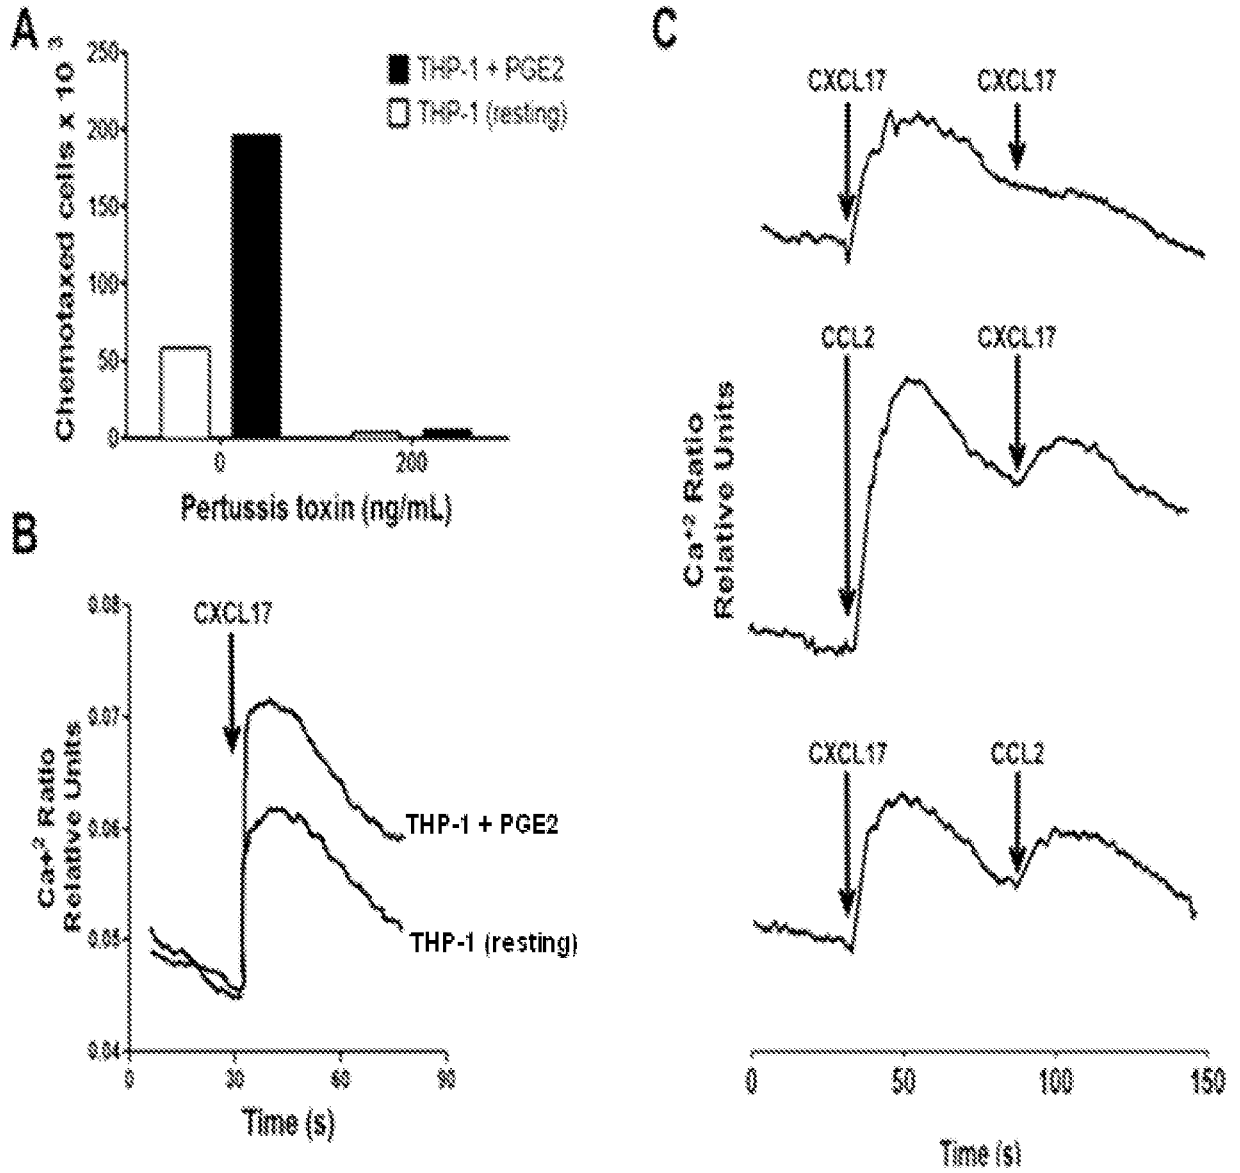 A
250
200
150
100
50
0
Chemotaxed cells x 10 3
THP-1 + PGE2
THP-1 (resting)
0 200
Pertussis toxin (ng/mL)
B
0.08
0.07
0.06
0.05
0.04
Ca+2 Ratio
Relative Units
CXCL17
THP-1 + PGE2
THP-1 (resting)
0 30 60 90
Time (s)
C
CXCL17 CXCL17
CCL2 CXCL17
Ca+2 Ratio
Relative Units
CXCL17 CCL2
0 50 100 150
Time (s)